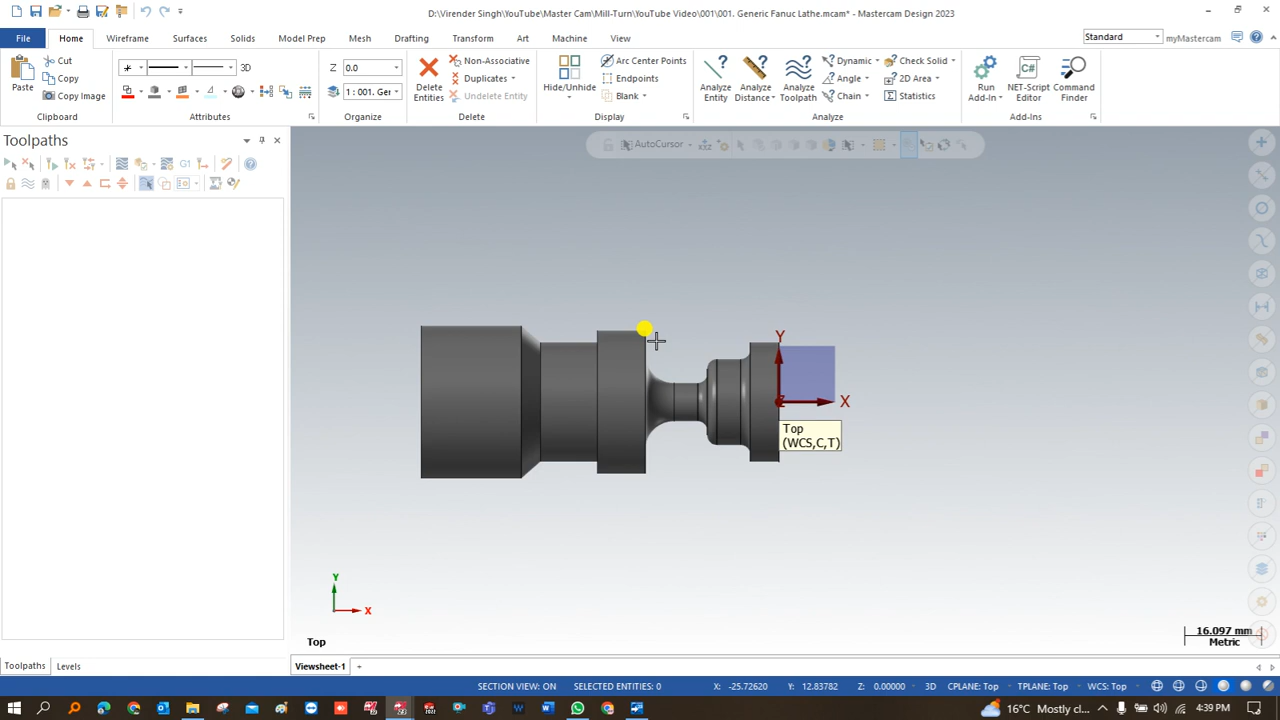 D:\Virender Singh\YouTube\Master Cam\Mill-Turn\YouTube Video\001\001. Generic Fanuc Lathe.mcam* - Mastercam Design 2023
File Home Wireframe Surfaces Solids Model Prep Mesh Drafting Transform Art Machine View
Standard
myMastercam
Paste
Cut
Copy
Copy Image
Clipboard
3D
Attributes
Z 0.0
1 : 001. Ger
Organize
Delete Entities
Non-Associative
Duplicates
Undelete Entity
Delete
Hide/Unhide
Arc Center Points
Endpoints
Blank
Display
Analyze Entity
Analyze Distance
Analyze Toolpath
Dynamic
Angle
Chain
Check Solid
2D Area
Statistics
Analyze
Run Add-In
NET-Script Editor
Command Finder
Add-Ins
Toolpaths
G1
AutoCursor
Y
X
Z
Top
(WCS,C,T)
Y
X
Top
16.097 mm
Metric
Toolpaths Levels
Viewsheet-1 +
SECTION VIEW: ON SELECTED ENTITIES: 0 X: -25.72620 Y: 12.83782 Z: 0.00000 3D CPLANE: Top TPLANE: Top WCS: Top
16°C Mostly cl... 4:39 PM